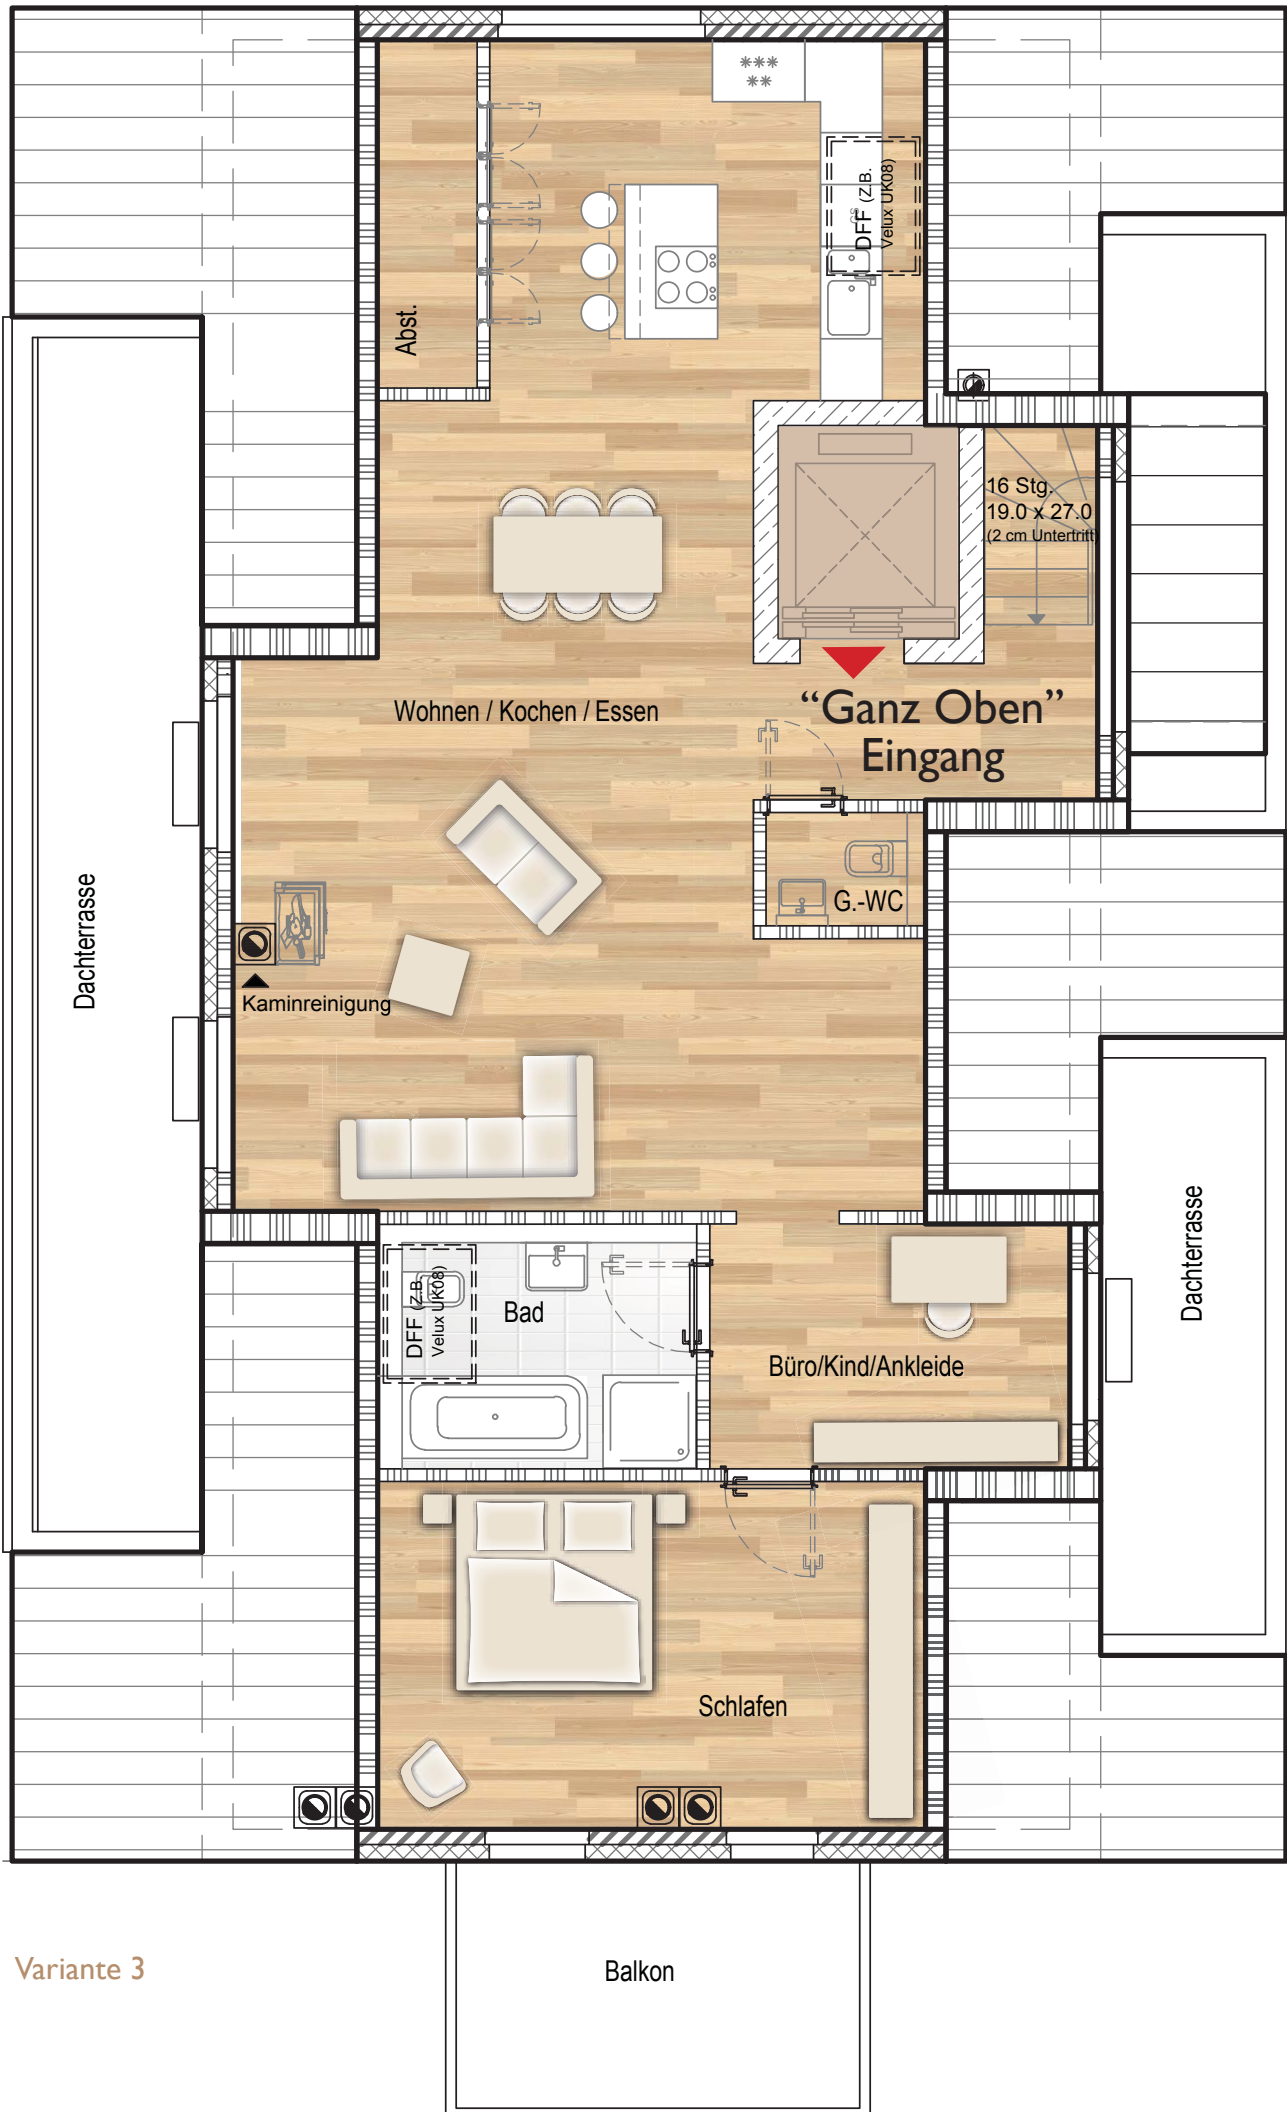 DFF (Z.B.
Velux UK08)
GS
Abst.
16 Stg.
19.0 x 27.0
(2 cm Untertritt)
Wohnen / Kochen / Essen
“Ganz Oben”
Eingang
G.-WC
Dachterrasse
Kaminreinigung
Dachterrasse
DFF (Z.B.
Velux UK08)
Bad
Büro/Kind/Ankleide
Schlafen
Variante 3
Balkon